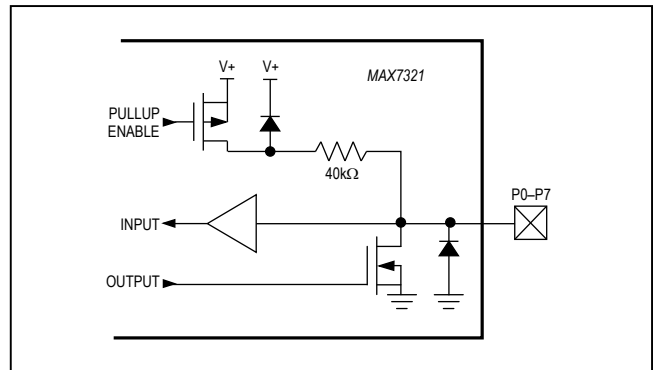 V+ V+
MAX7321
PULLUP
ENABLE
40kΩ
P0–P7
INPUT
OUTPUT